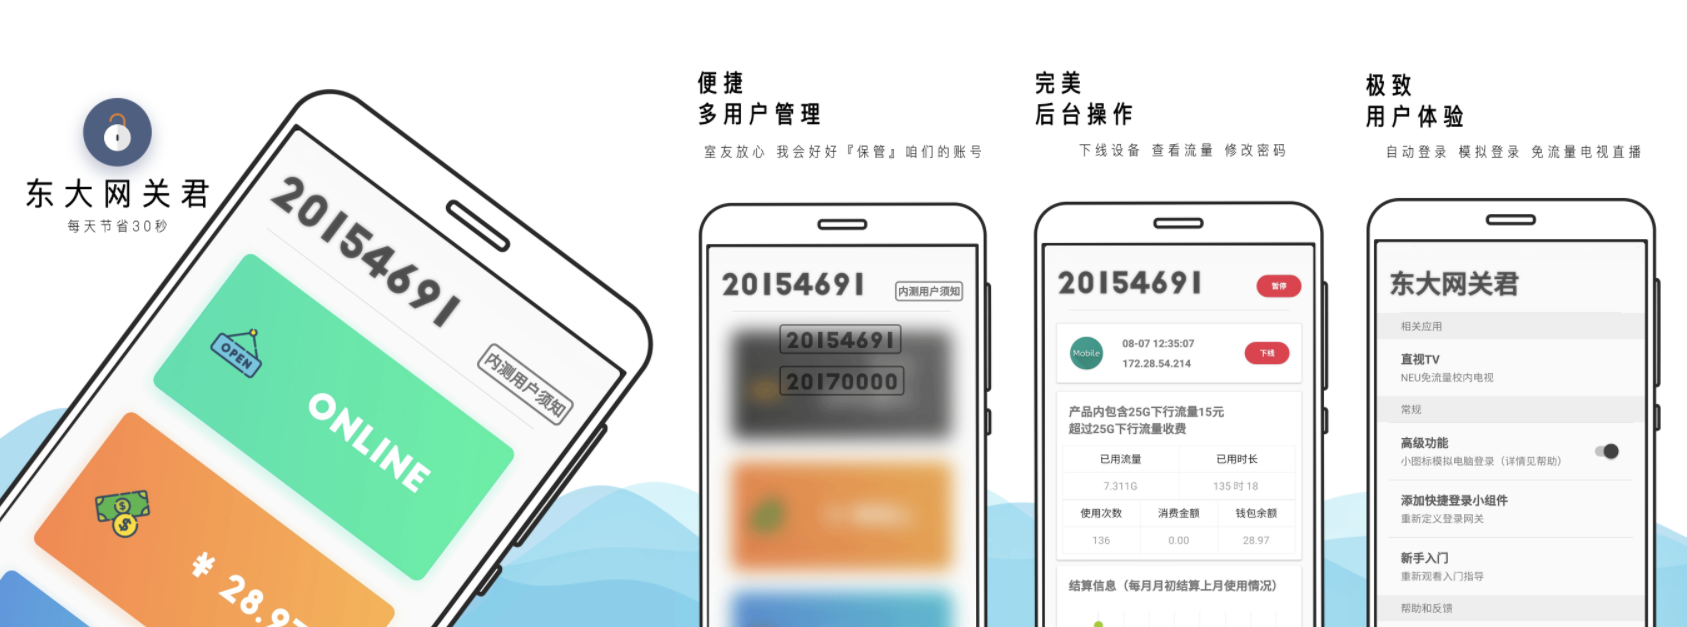 东大网关君
每天节省30秒
20154691
内测用户须知
OPEN
ONLINE
¥ 28.97
便捷
多用户管理
室友放心 我会好好『保管』咱们的账号
20154691
内测用户须知
20154691
20170000
完美
后台操作
下线设备 查看流量 修改密码
20154691
暂停
Mobile
08-07 12:35:07
172.28.54.214
下线
产品内包含25G下行流量15元
超过25G下行流量收费
已用流量 已用时长
7.311G 135 时 18
使用次数 消费金额 钱包余额
136 0.00 28.97
结算信息（每月月初结算上月使用情况）
极致
用户体验
自动登录 模拟登录 免流量电视直播
东大网关君
相关应用
直视TV
NEU免流量校内电视
常规
高级功能
小图标模拟电脑登录（详情见帮助）
添加快捷登录小组件
重新定义登录网关
新手入门
重新观看入门指导
帮助和反馈